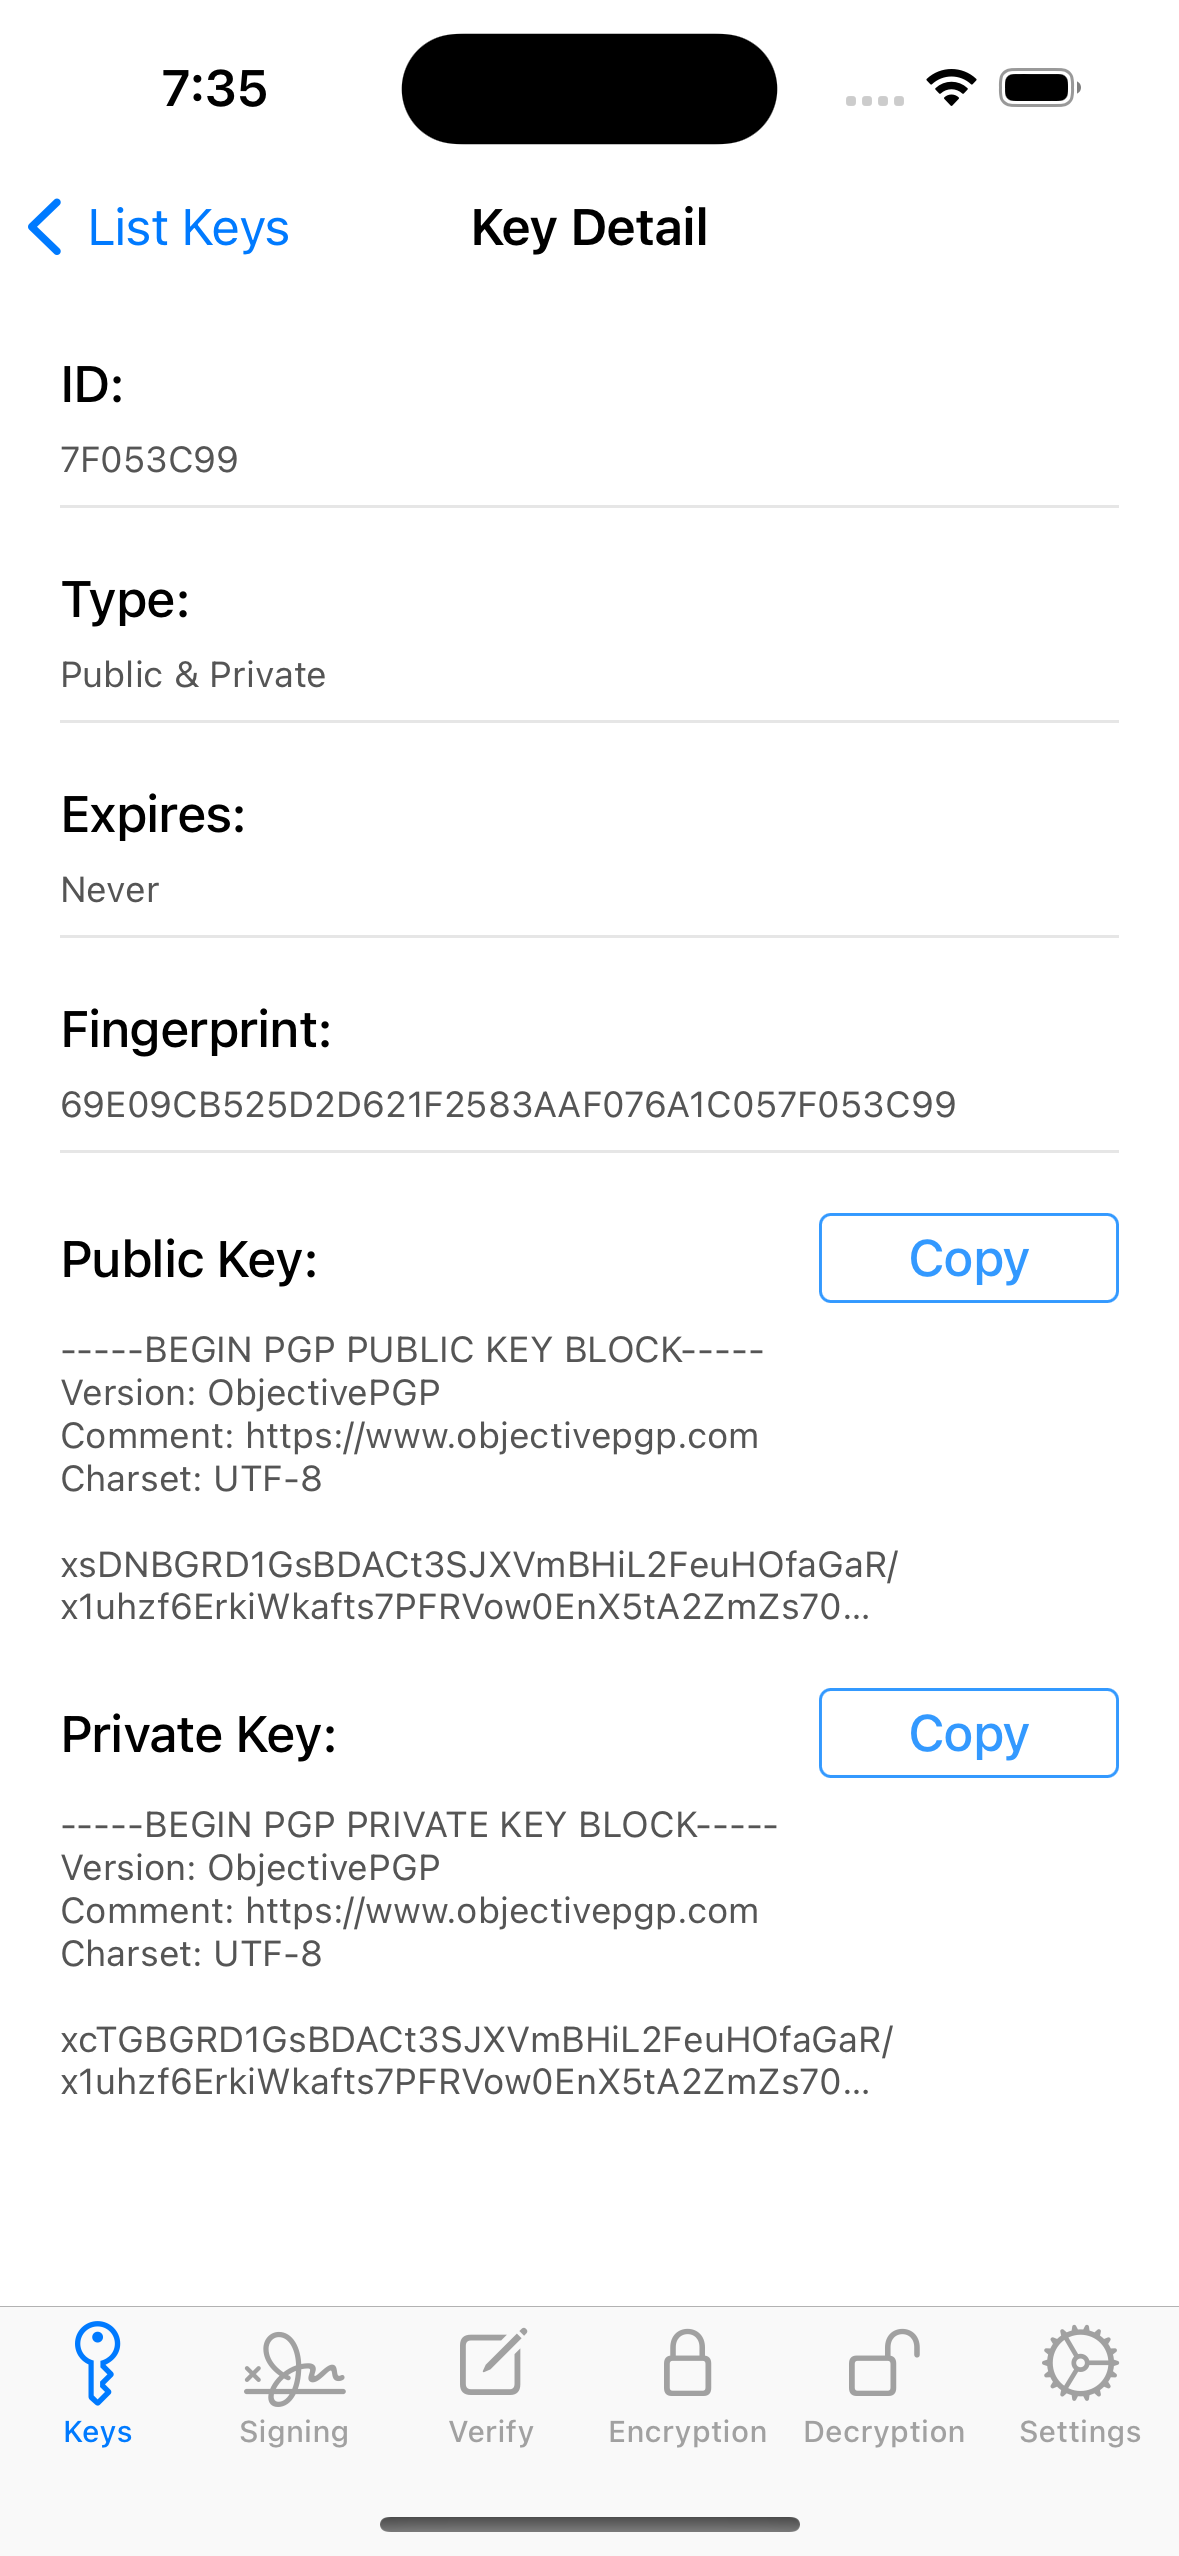 7:35
List Keys
Key Detail
ID:
7F053C99
Type:
Public & Private
Expires:
Never
Fingerprint:
69E09CB525D2D621F2583AAF076A1C057F053C99
Public Key:
Copy
-----BEGIN PGP PUBLIC KEY BLOCK-----
Version: ObjectivePGP
Comment: https://www.objectivepgp.com
Charset: UTF-8
xsDNBGRD1GsBDACt3SJXVmBHiL2FeuHOfaGaR/
x1uhzf6ErkiWkafts7PFRVow0EnX5tA2ZmZs70...
Private Key:
Copy
-----BEGIN PGP PRIVATE KEY BLOCK-----
Version: ObjectivePGP
Comment: https://www.objectivepgp.com
Charset: UTF-8
xcTGBGRD1GsBDACt3SJXVmBHiL2FeuHOfaGaR/
x1uhzf6ErkiWkafts7PFRVow0EnX5tA2ZmZs70...
Keys
Signing
Verify
Encryption
Decryption
Settings